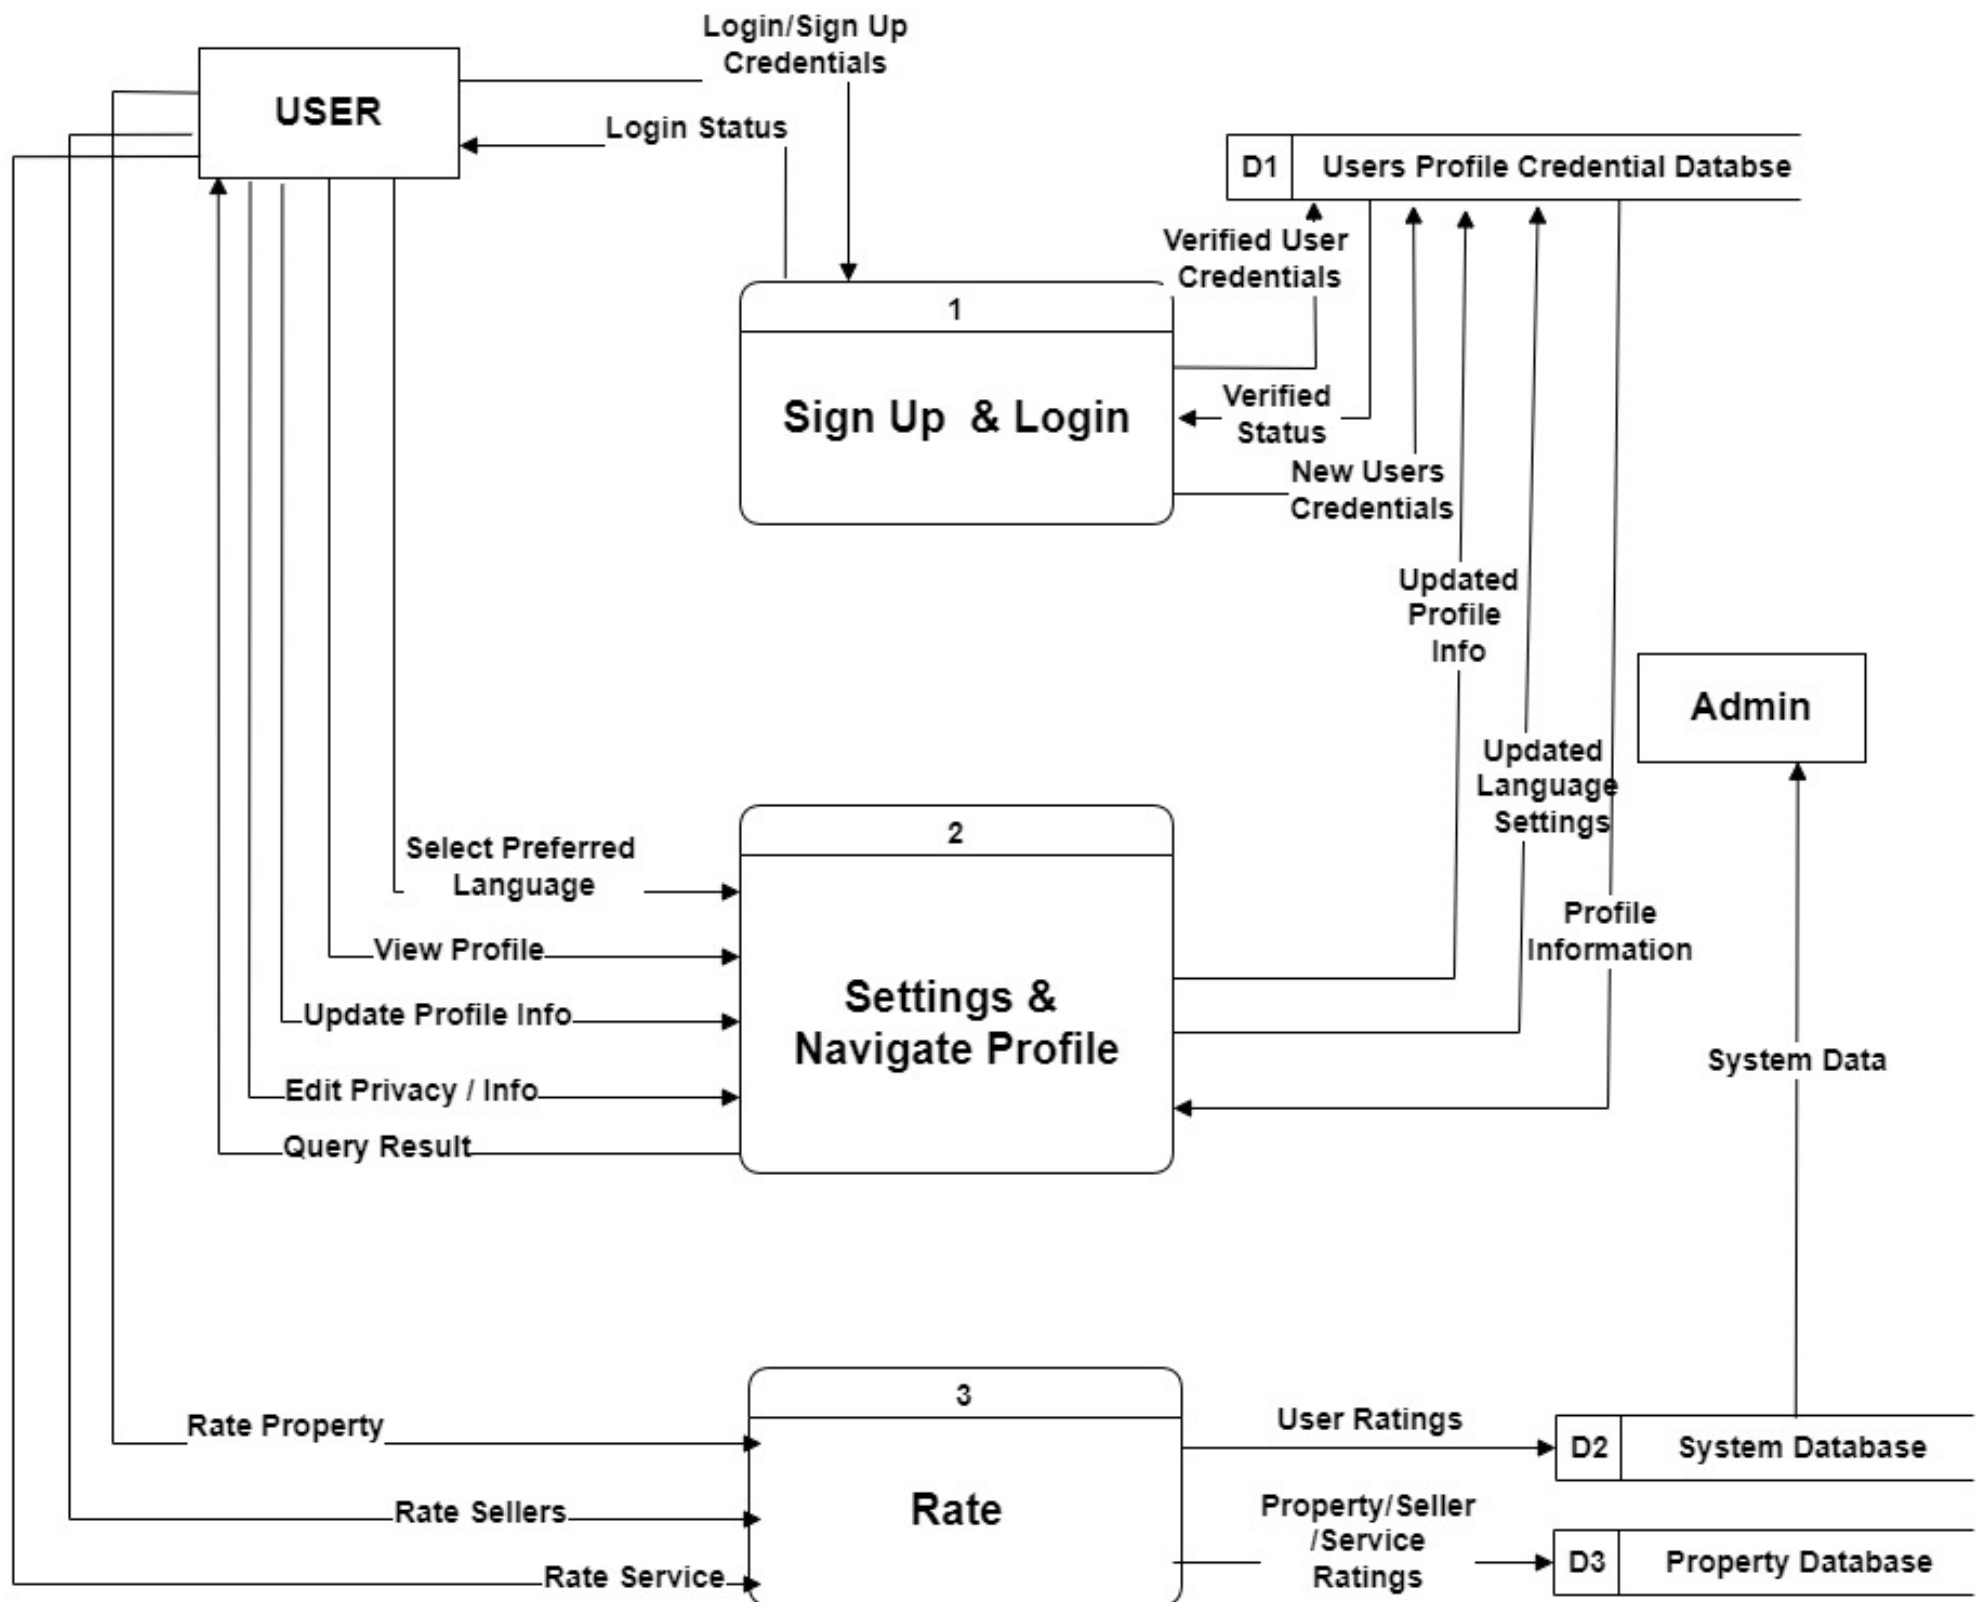 Login/Sign Up
Credentials
USER
Login Status
D1
Users Profile Credential Databse
Verified User
Credentials
1
Sign Up & Login
Verified
Status
New Users
Credentials
Updated
Profile
Info
Admin
Updated
Language
Settings
2
Select Preferred
Language
Profile
Information
View Profile
Settings &
Navigate Profile
Update Profile Info
System Data
Edit Privacy / Info
Query Result
3
Rate Property
User Ratings
D2
System Database
Rate Sellers
Rate
Property/Seller
/Service
Ratings
D3
Property Database
Rate Service